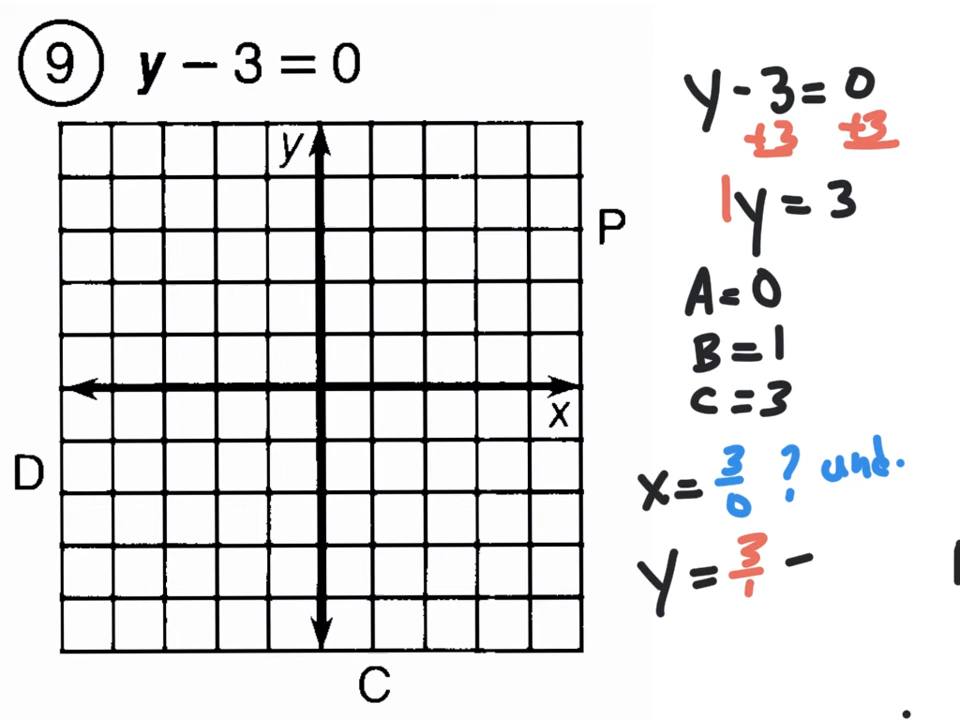 9 y − 3 = 0
y
P
x
D
C
y - 3 = 0
+3 +3
1y = 3
A = 0
B = 1
C = 3
x = 3/0 ? und.
y = 3/1 -